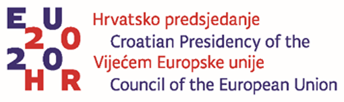 EU
20
20
HR
Hrvatsko predsjedanje
Croatian Presidency of the
Vijećem Europske unije
Council of the European Union